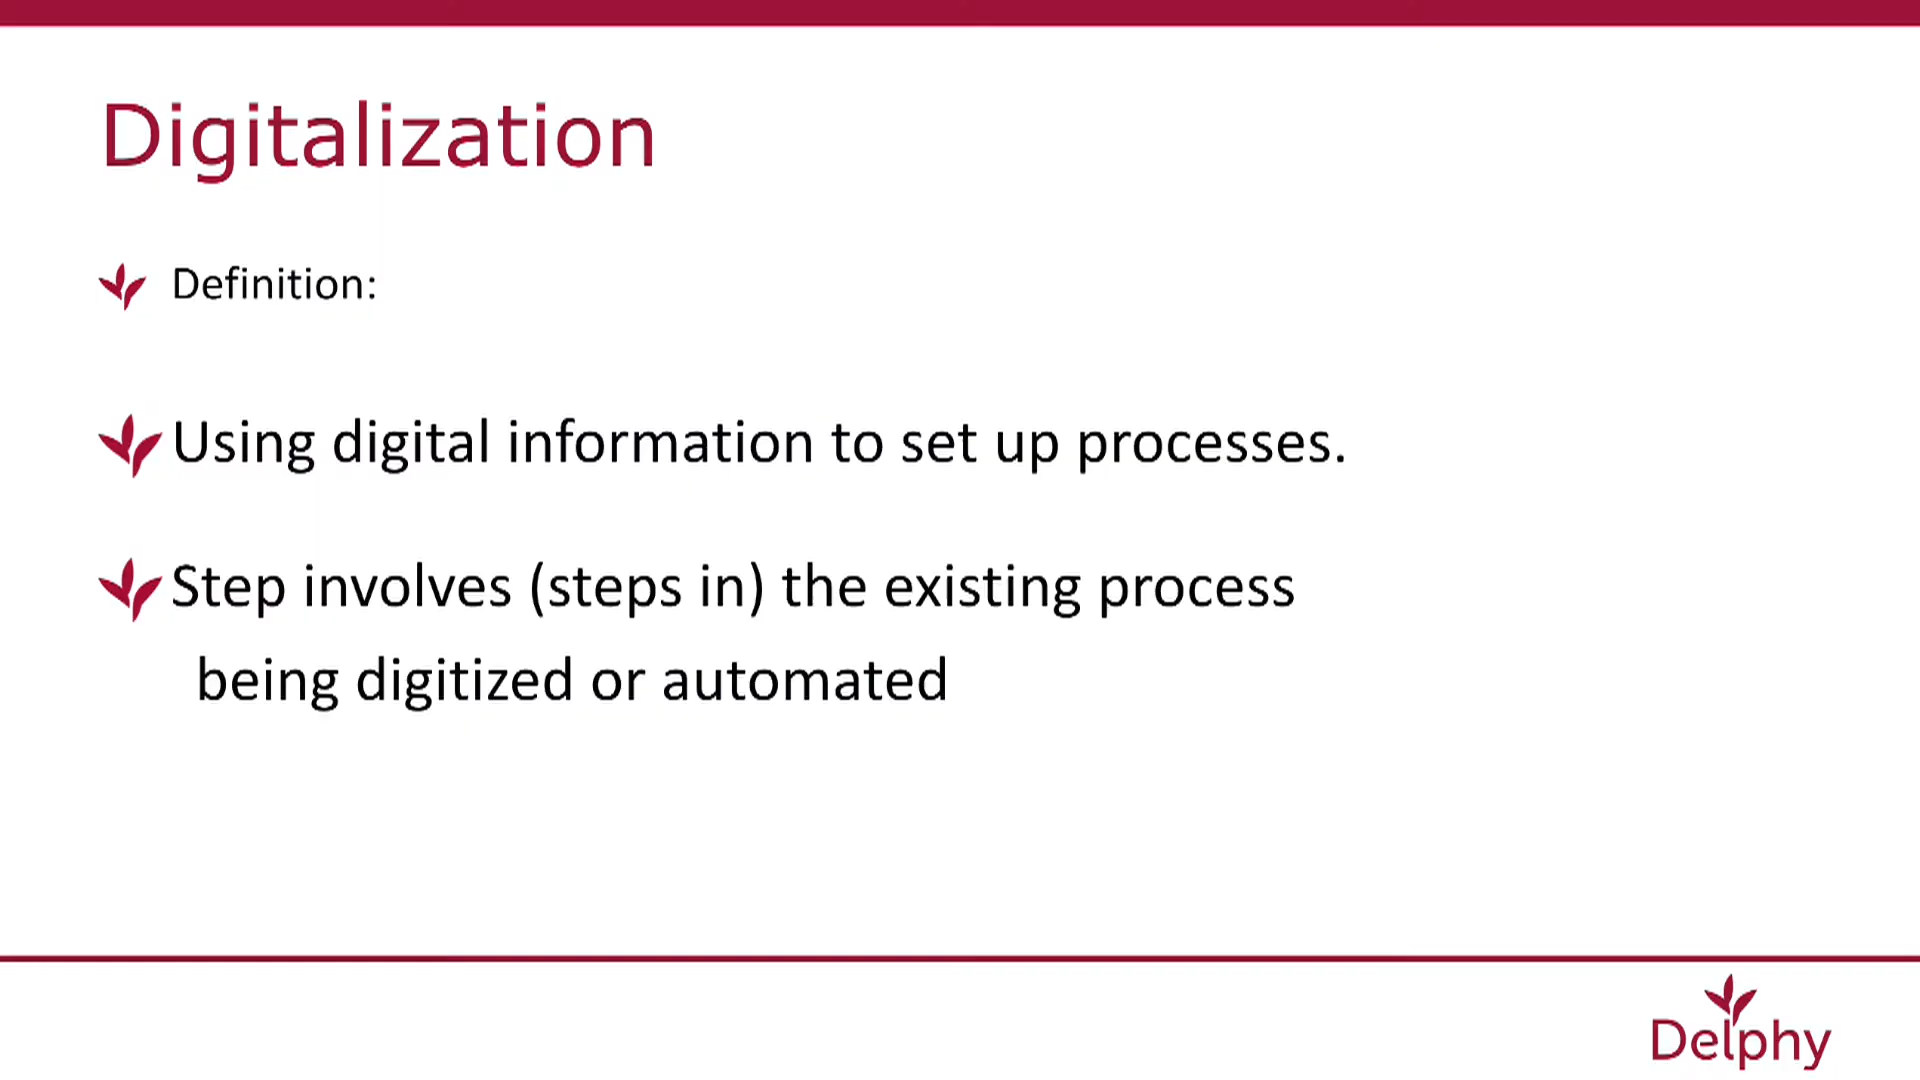 Digitalization
Definition:
Using digital information to set up processes.
Step involves (steps in) the existing process
being digitized or automated
Delphy